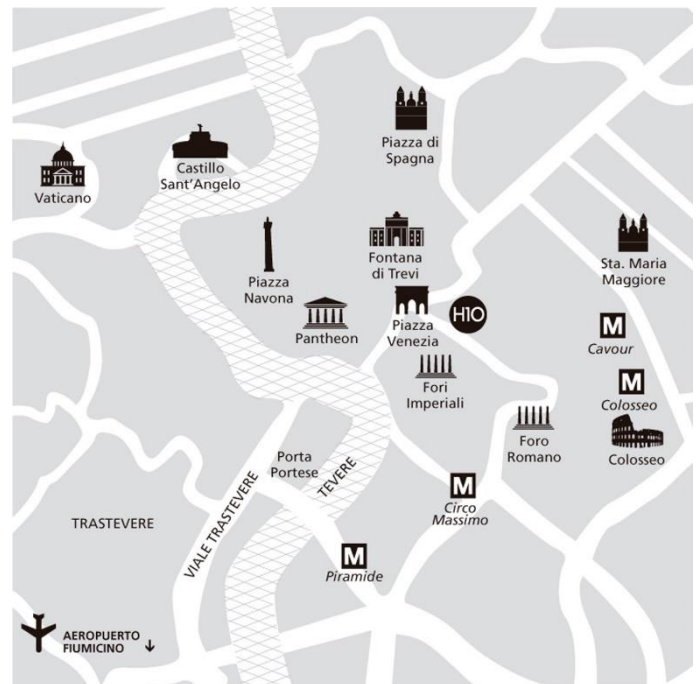 Piazza di
Spagna
Castillo
Sant'Angelo
Vaticano
Fontana
di Trevi
Sta. Maria
Maggiore
Piazza
Navona
H10
Pantheon
Piazza
Venezia
M
Cavour
Fori
Imperiali
M
Colosseo
Foro
Romano
Colosseo
Porta
Portese
TEVERE
M
Circo
Massimo
TRASTEVERE
VIALE TRASTEVERE
M
Piramide
AEROPUERTO
FIUMICINO ↓